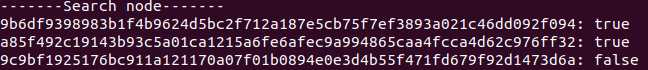 -------Search node-------
9b6df9398983b1f4b9624d5bc2f712a187e5cb75f7ef3893a021c46dd092f094: true
a85f492c19143b93c5a01ca1215a6fe6afec9a994865caa4fcca4d62c976ff32: true
9c9bf1925176bc911a121170a07f01b0894e0e3d4b55f471fd679f92d1473d6a: false